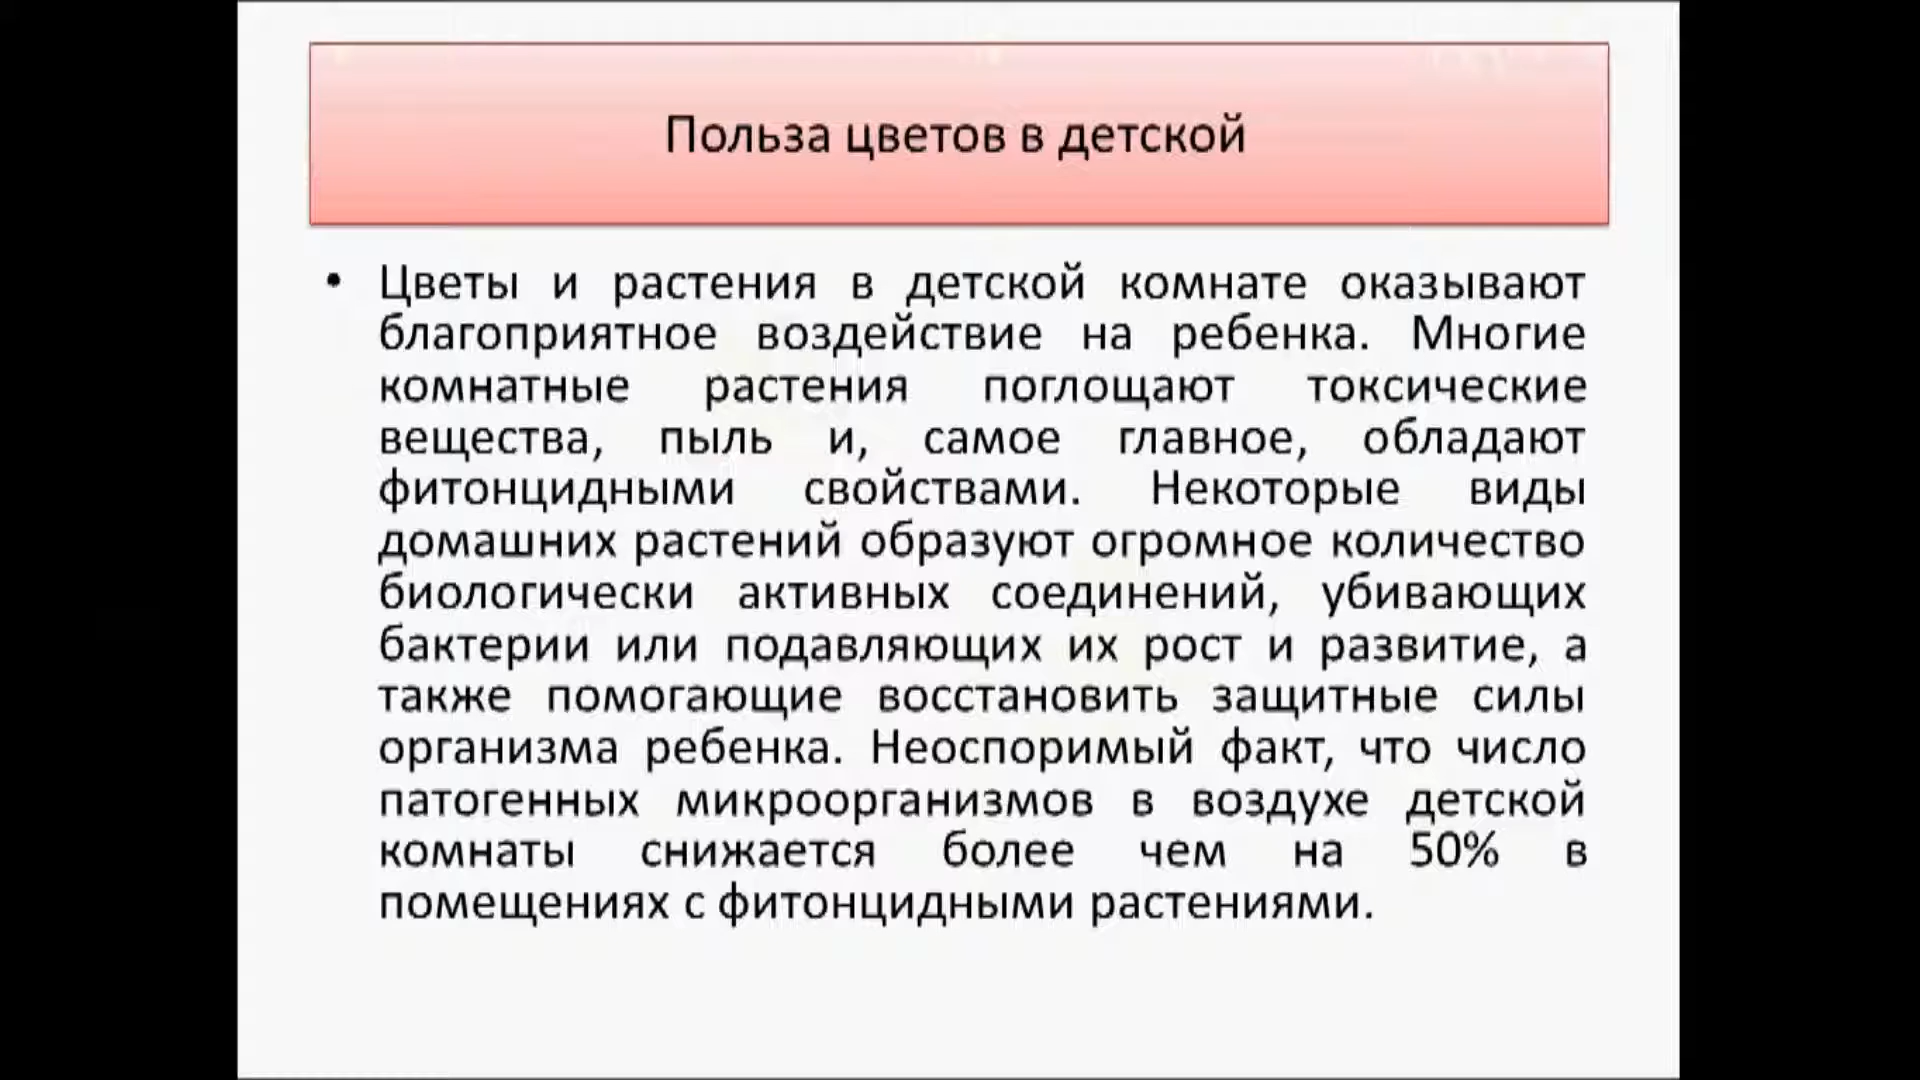 Польза цветов в детской
• Цветы и растения в детской комнате оказывают
благоприятное воздействие на ребенка. Многие
комнатные растения поглощают токсические
вещества, пыль и, самое главное, обладают
фитонцидными свойствами. Некоторые виды
домашних растений образуют огромное количество
биологически активных соединений, убивающих
бактерии или подавляющих их рост и развитие, а
также помогающие восстановить защитные силы
организма ребенка. Неоспоримый факт, что число
патогенных микроорганизмов в воздухе детской
комнаты снижается более чем на 50% в
помещениях с фитонцидными растениями.